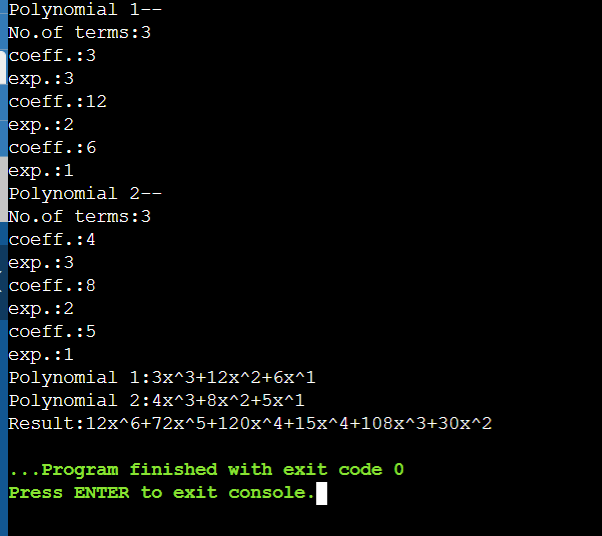 Polynomial 1--
No.of terms:3
coeff.:3
exp.:3
coeff.:12
exp.:2
coeff.:6
exp.:1
Polynomial 2--
No.of terms:3
coeff.:4
exp.:3
coeff.:8
exp.:2
coeff.:5
exp.:1
Polynomial 1:3x^3+12x^2+6x^1
Polynomial 2:4x^3+8x^2+5x^1
Result:12x^6+72x^5+120x^4+15x^4+108x^3+30x^2
...Program finished with exit code 0
Press ENTER to exit console.